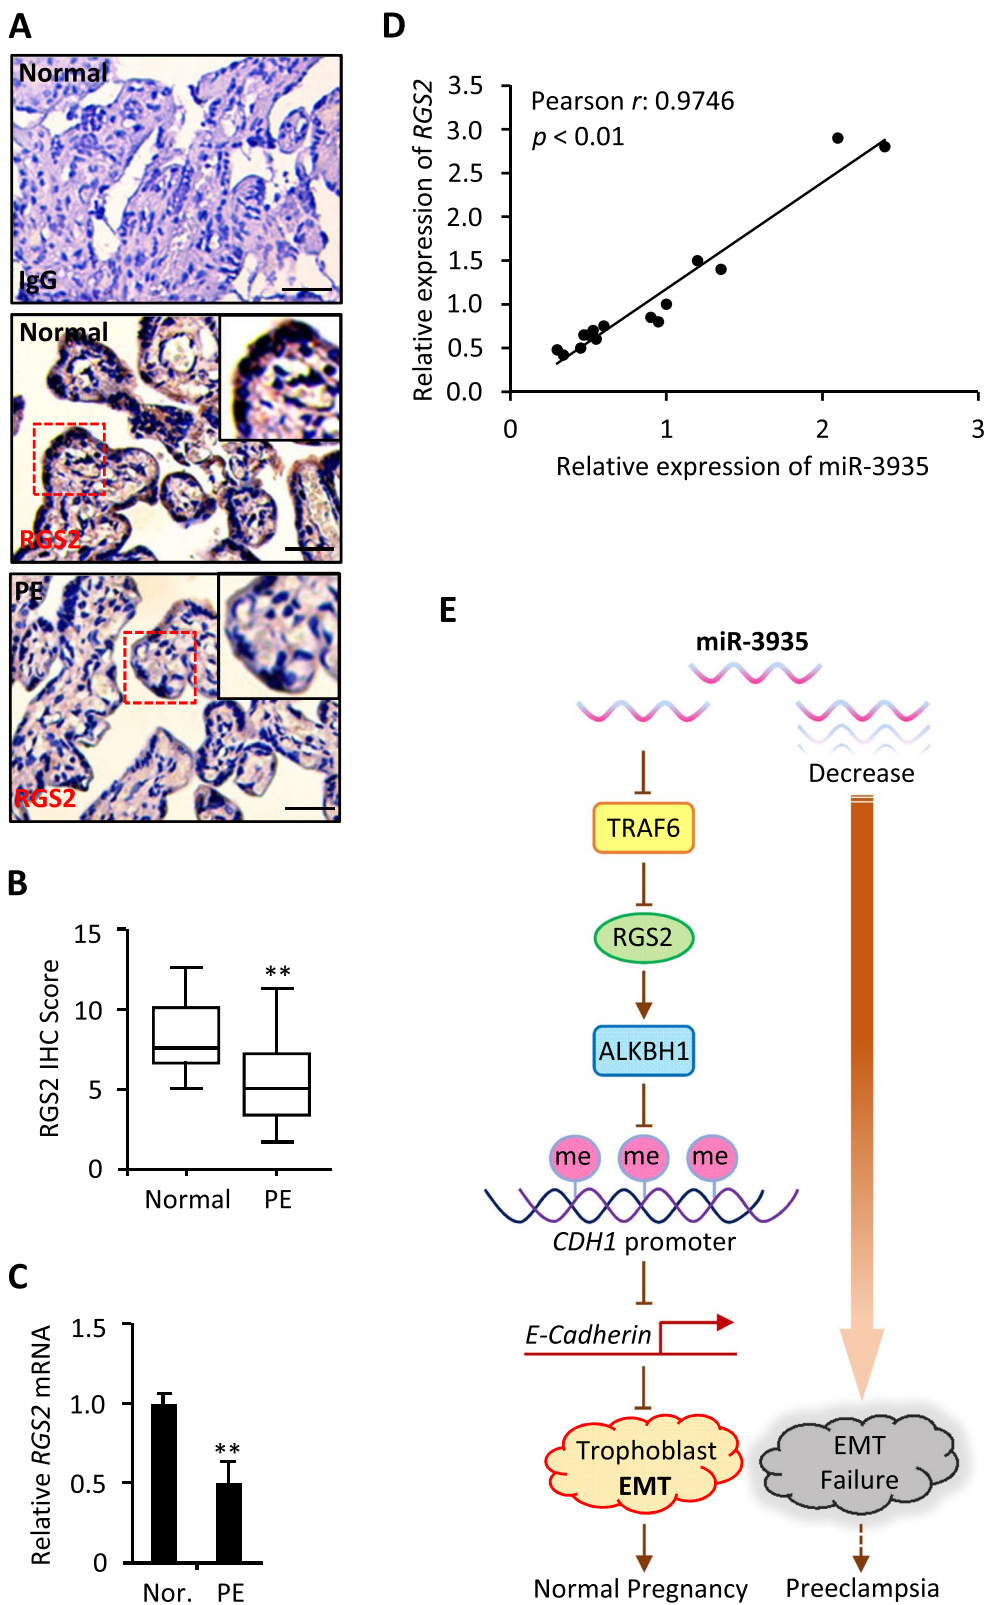 A
Normal
IgG
Normal
RGS2
PE
RGS2
B
RGS2 IHC Score
15
10
5
0
**
Normal
PE
C
Relative RGS2 mRNA
1.5
1.0
0.5
0
**
Nor.
PE
D
Relative expression of RGS2
3.5
3.0
2.5
2.0
1.5
1.0
0.5
0.0
Pearson r: 0.9746
p < 0.01
0
1
2
3
Relative expression of miR-3935
E
miR-3935
Decrease
TRAF6
RGS2
ALKBH1
me
me
me
CDH1 promoter
E-Cadherin
Trophoblast
EMT
EMT
Failure
Normal Pregnancy
Preeclampsia